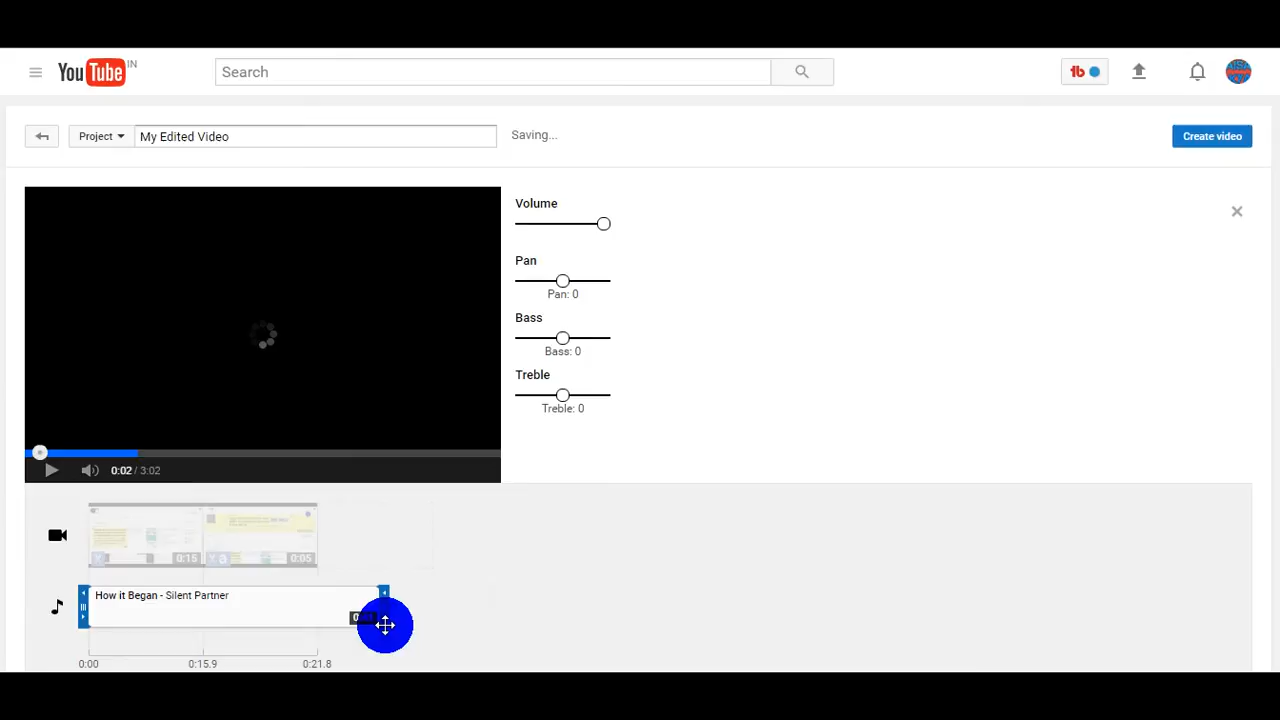 YouTube IN
Search
Project
My Edited Video
Saving...
Create video
Volume
Pan
Pan: 0
Bass
Bass: 0
Treble
Treble: 0
0:02 / 3:02
0:15
0:05
How it Began - Silent Partner
0:00
0:15.9
0:21.8